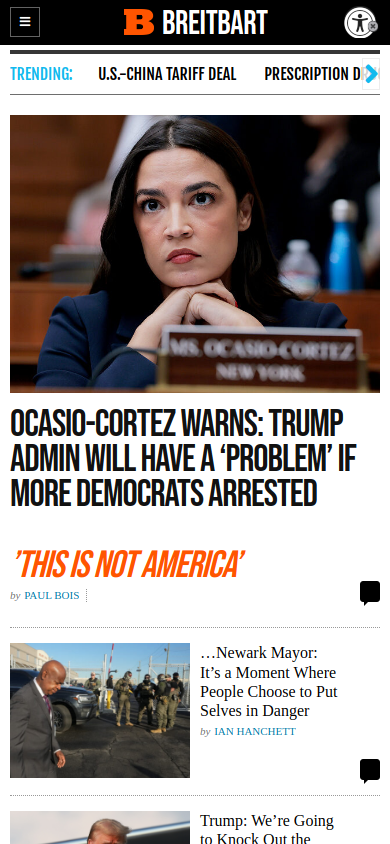 B BREITBART
TRENDING: U.S.–CHINA TARIFF DEAL PRESCRIPTION D
MS. OCASIO-CORTEZ
NEW YORK
OCASIO-CORTEZ WARNS: TRUMP
ADMIN WILL HAVE A ‘PROBLEM’ IF
MORE DEMOCRATS ARRESTED
’THIS IS NOT AMERICA’
by PAUL BOIS
…Newark Mayor:
It’s a Moment Where
People Choose to Put
Selves in Danger
by IAN HANCHETT
Trump: We’re Going
to Knock Out the